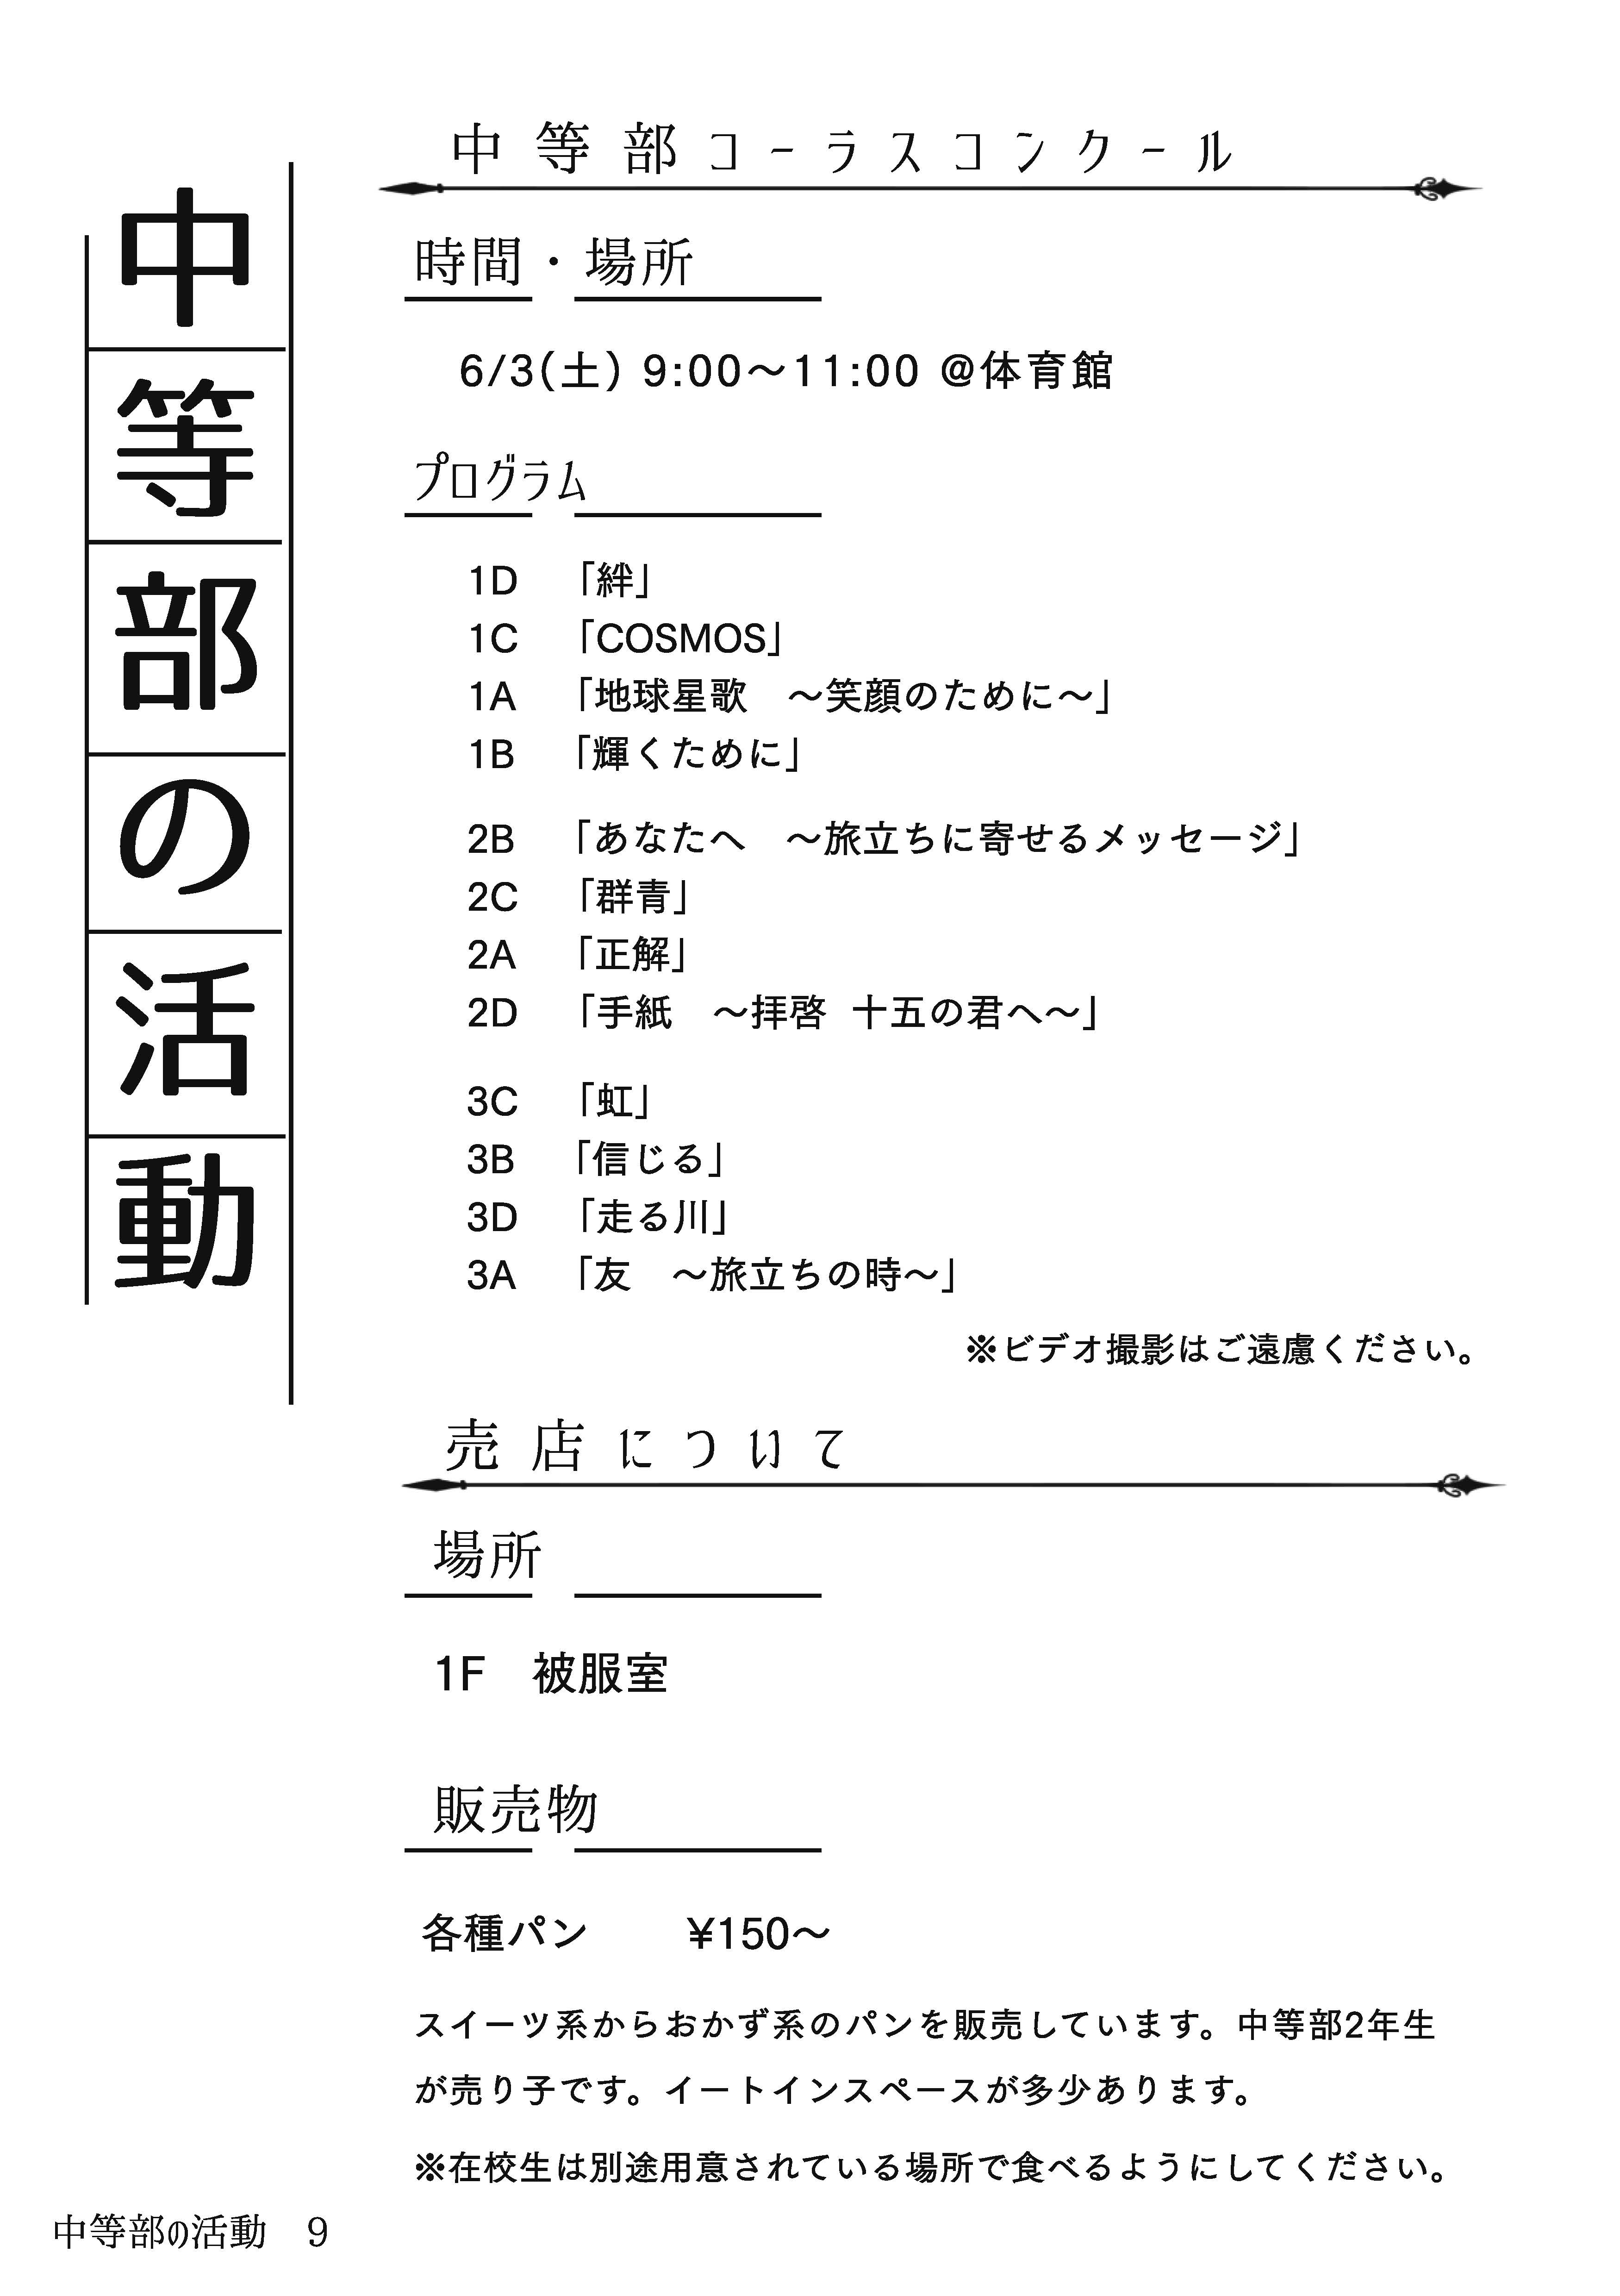 中等部の活動
中等部コーラスコンクール
時間・場所
6/3(土) 9:00〜11:00 @体育館
プログラム
1D 「絆」
1C 「COSMOS」
1A 「地球星歌　〜笑顔のために〜」
1B 「輝くために」
2B 「あなたへ　〜旅立ちに寄せるメッセージ」
2C 「群青」
2A 「正解」
2D 「手紙　〜拝啓 十五の君へ〜」
3C 「虹」
3B 「信じる」
3D 「走る川」
3A 「友　〜旅立ちの時〜」
※ビデオ撮影はご遠慮ください。
売店について
場所
1F　被服室
販売物
各種パン　　¥150〜
スイーツ系からおかず系のパンを販売しています。中等部2年生
が売り子です。イートインスペースが多少あります。
※在校生は別途用意されている場所で食べるようにしてください。
中等部の活動　9